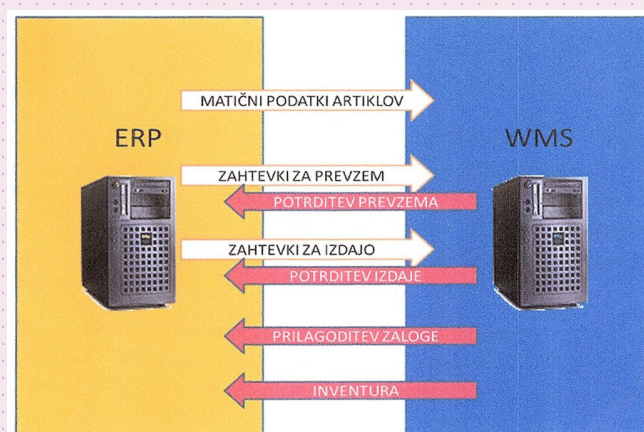 MATIČNI PODATKI ARTIKLOV
ERP
WMS
ZAHTEVKI ZA PREVZEM
POTRDITEV PREVZEMA
ZAHTEVKI ZA IZDAJO
POTRDITEV IZDAJE
PRILAGODITEV ZALOGE
INVENTURA